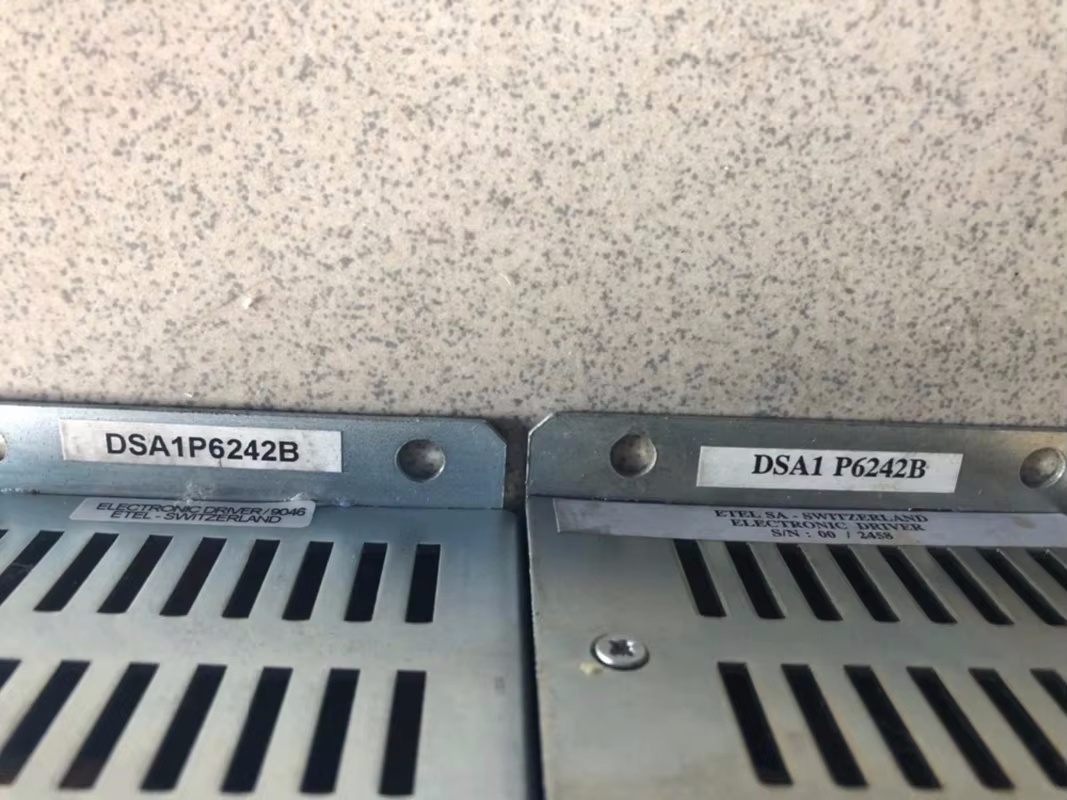 DSA1P6242B
ELECTRONIC DRIVER / 9046
ETEL - SWITZERLAND
DSA1 P6242B
ETEL SA - SWITZERLAND
ELECTRONIC DRIVER
S/N : 00 / 2458